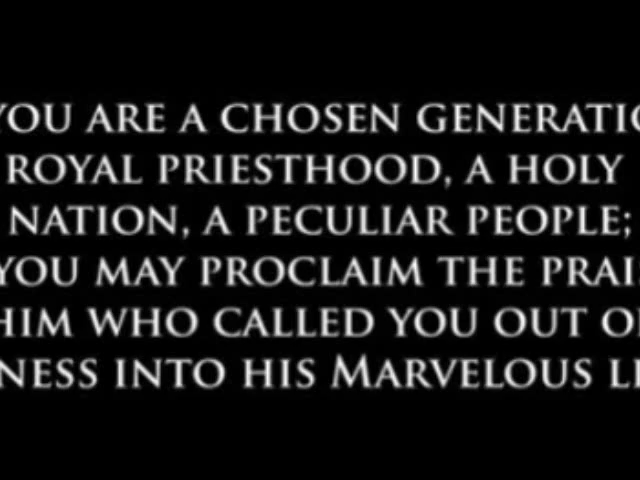 YOU ARE A CHOSEN GENERATIO
ROYAL PRIESTHOOD, A HOLY
NATION, A PECULIAR PEOPLE;
YOU MAY PROCLAIM THE PRAI
HIM WHO CALLED YOU OUT O
NESS INTO HIS MARVELOUS LI